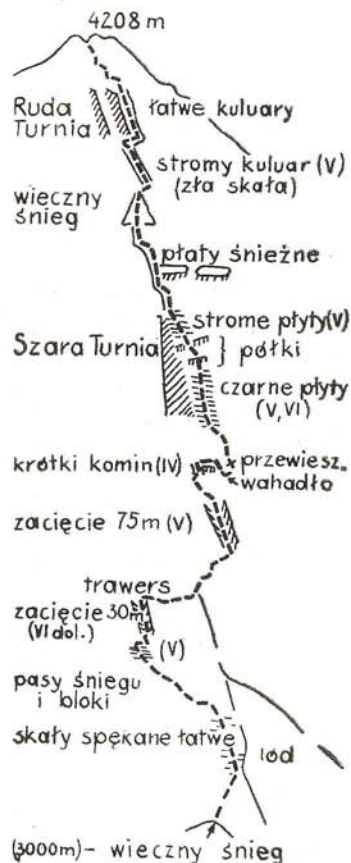 4208 m
Ruda
Turnia
łatwe kuluary
stromy kuluar (V)
(zła skała)
wieczny
śnieg
płaty śnieżne
strome płyty (V)
Szara Turnia
} półki
czarne płyty
(V, VI)
krótki komin (IV)
przewiesz.
wahadło
zacięcie 75 m (V)
trawers
zacięcie 30m
(VI dol.)
(V)
pasy śniegu
i bloki
skały spękane łatwe
lód
(3000m) - wieczny śnieg